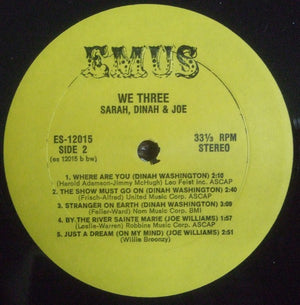 EMUS
WE THREE
SARAH, DINAH & JOE
ES-12015
SIDE 2
(es 12015 b bw)
33⅓ RPM
STEREO
1. WHERE ARE YOU (DINAH WASHINGTON) 2:10
(Harold Adamson-Jimmy McHugh) Leo Feist Inc. ASCAP
2. THE SHOW MUST GO ON (DINAH WASHINGTON) 2:40
(Frisch-Alfred) Walden Music Corp. ASCAP
3. STRANGER ON EARTH (DINAH WASHINGTON) 3:09
(Feller-Ward) Nom Music Corp. BMI
4. BY THE RIVER SAINTE MARIE (JOE WILLIAMS) 1:57
(Leslie-Warren) Robbins Music Corp. ASCAP
5. JUST A DREAM (ON MY MIND) (JOE WILLIAMS) 2:51
(Willie Broonzy)